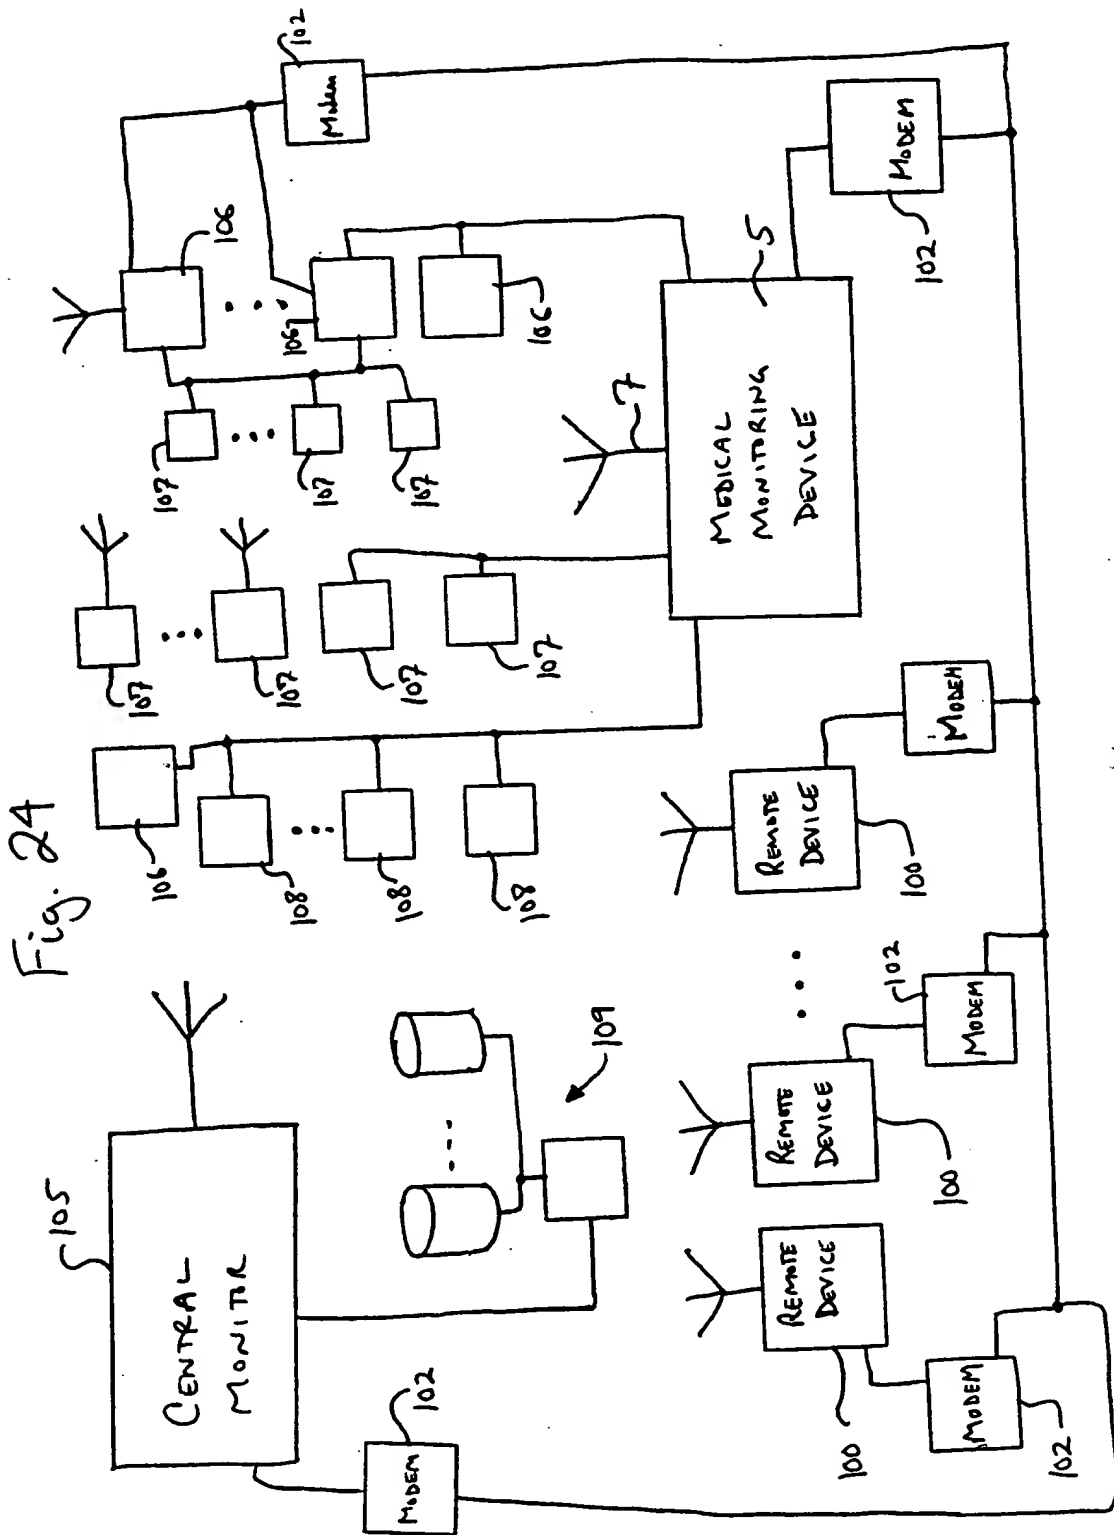 Fig. 24
105
CENTRAL
MONITOR
102
MODEM
109
106
108
108
108
107
107
107
107
107
107
107
106
106
106
102
Modem
7
5
MEDICAL
MONITORING
DEVICE
MODEM
102
REMOTE
DEVICE
100
MODEM
102
REMOTE
DEVICE
100
MODEM
102
REMOTE
DEVICE
100
MODEM